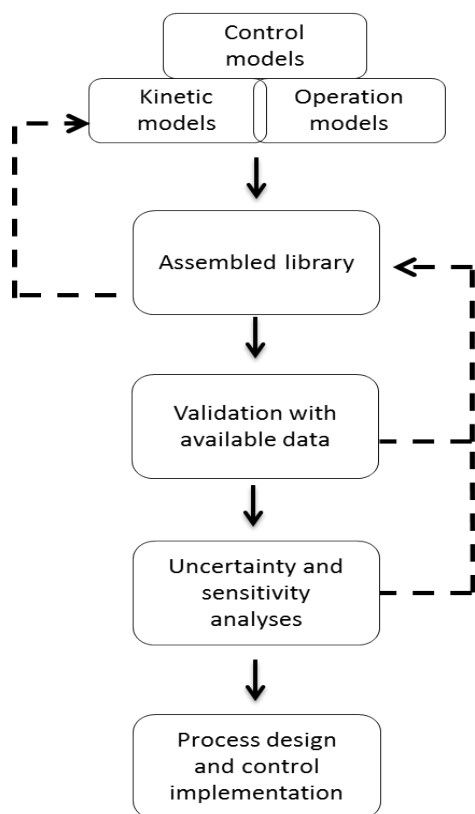 Control
models
Kinetic
models
Operation
models
Assembled library
Validation with
available data
Uncertainty and
sensitivity
analyses
Process design
and control
implementation